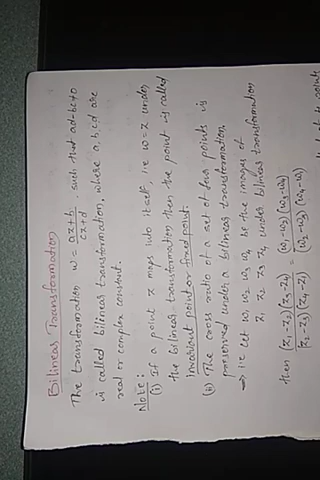 Bilinear Transformation
The transformation w = (az+b)/(cz+d), such that ad-bc≠0
is called bilinear transformation, where a, b, c, d are
real or complex constant.
Note:
(i) If a point z maps into itself, i.e w=z under
the bilinear transformation then the point is called
invariant point or fixed point.
(ii) The cross ratio of a set of four points is
preserved under a bilinear transformation,
⇒ i.e Let w₁ w₂ w₃ w₄ be the images of
z₁ z₂ z₃ z₄ under bilinear transformation
then (z₁-z₂)(z₃-z₄)/(z₂-z₃)(z₄-z₁) = (w₁-w₂)(w₃-w₄)/(w₂-w₃)(w₄-w₁)